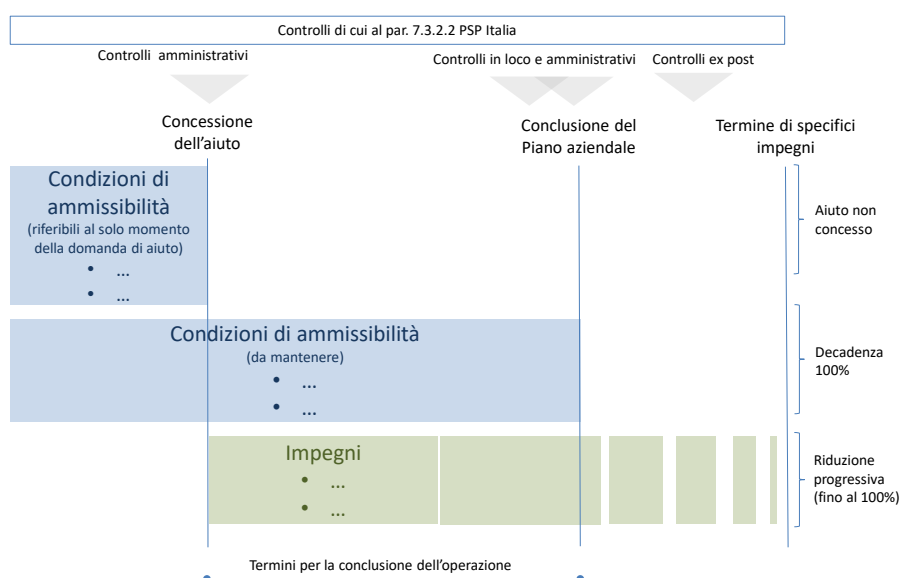 Controlli di cui al par. 7.3.2.2 PSP Italia
Controlli amministrativi
Controlli in loco e amministrativi
Controlli ex post
Concessione
dell'aiuto
Conclusione del
Piano aziendale
Termine di specifici
impegni
Condizioni di
ammissibilità
(riferibili al solo momento
della domanda di aiuto)
• ...
• ...
Aiuto non
concesso
Condizioni di ammissibilità
(da mantenere)
• ...
• ...
Decadenza
100%
Impegni
• ...
• ...
Riduzione
progressiva
(fino al 100%)
Termini per la conclusione dell'operazione